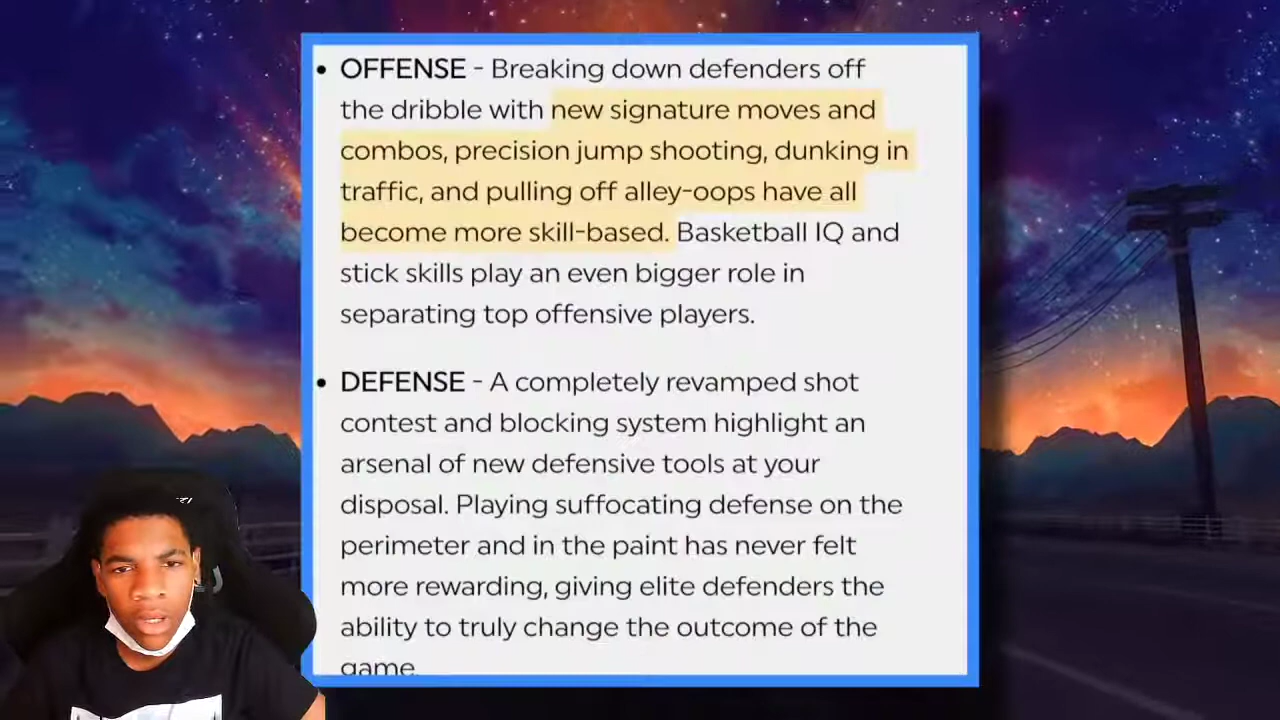 • OFFENSE - Breaking down defenders off
the dribble with new signature moves and
combos, precision jump shooting, dunking in
traffic, and pulling off alley-oops have all
become more skill-based. Basketball IQ and
stick skills play an even bigger role in
separating top offensive players.
• DEFENSE - A completely revamped shot
contest and blocking system highlight an
arsenal of new defensive tools at your
disposal. Playing suffocating defense on the
perimeter and in the paint has never felt
more rewarding, giving elite defenders the
ability to truly change the outcome of the
game.